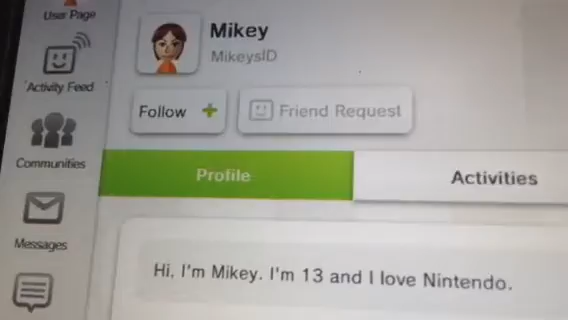 User Page
Mikey
MikeysID
Activity Feed
Follow
Friend Request
Communities
Profile
Activities
Messages
Hi, I'm Mikey. I'm 13 and I love Nintendo.